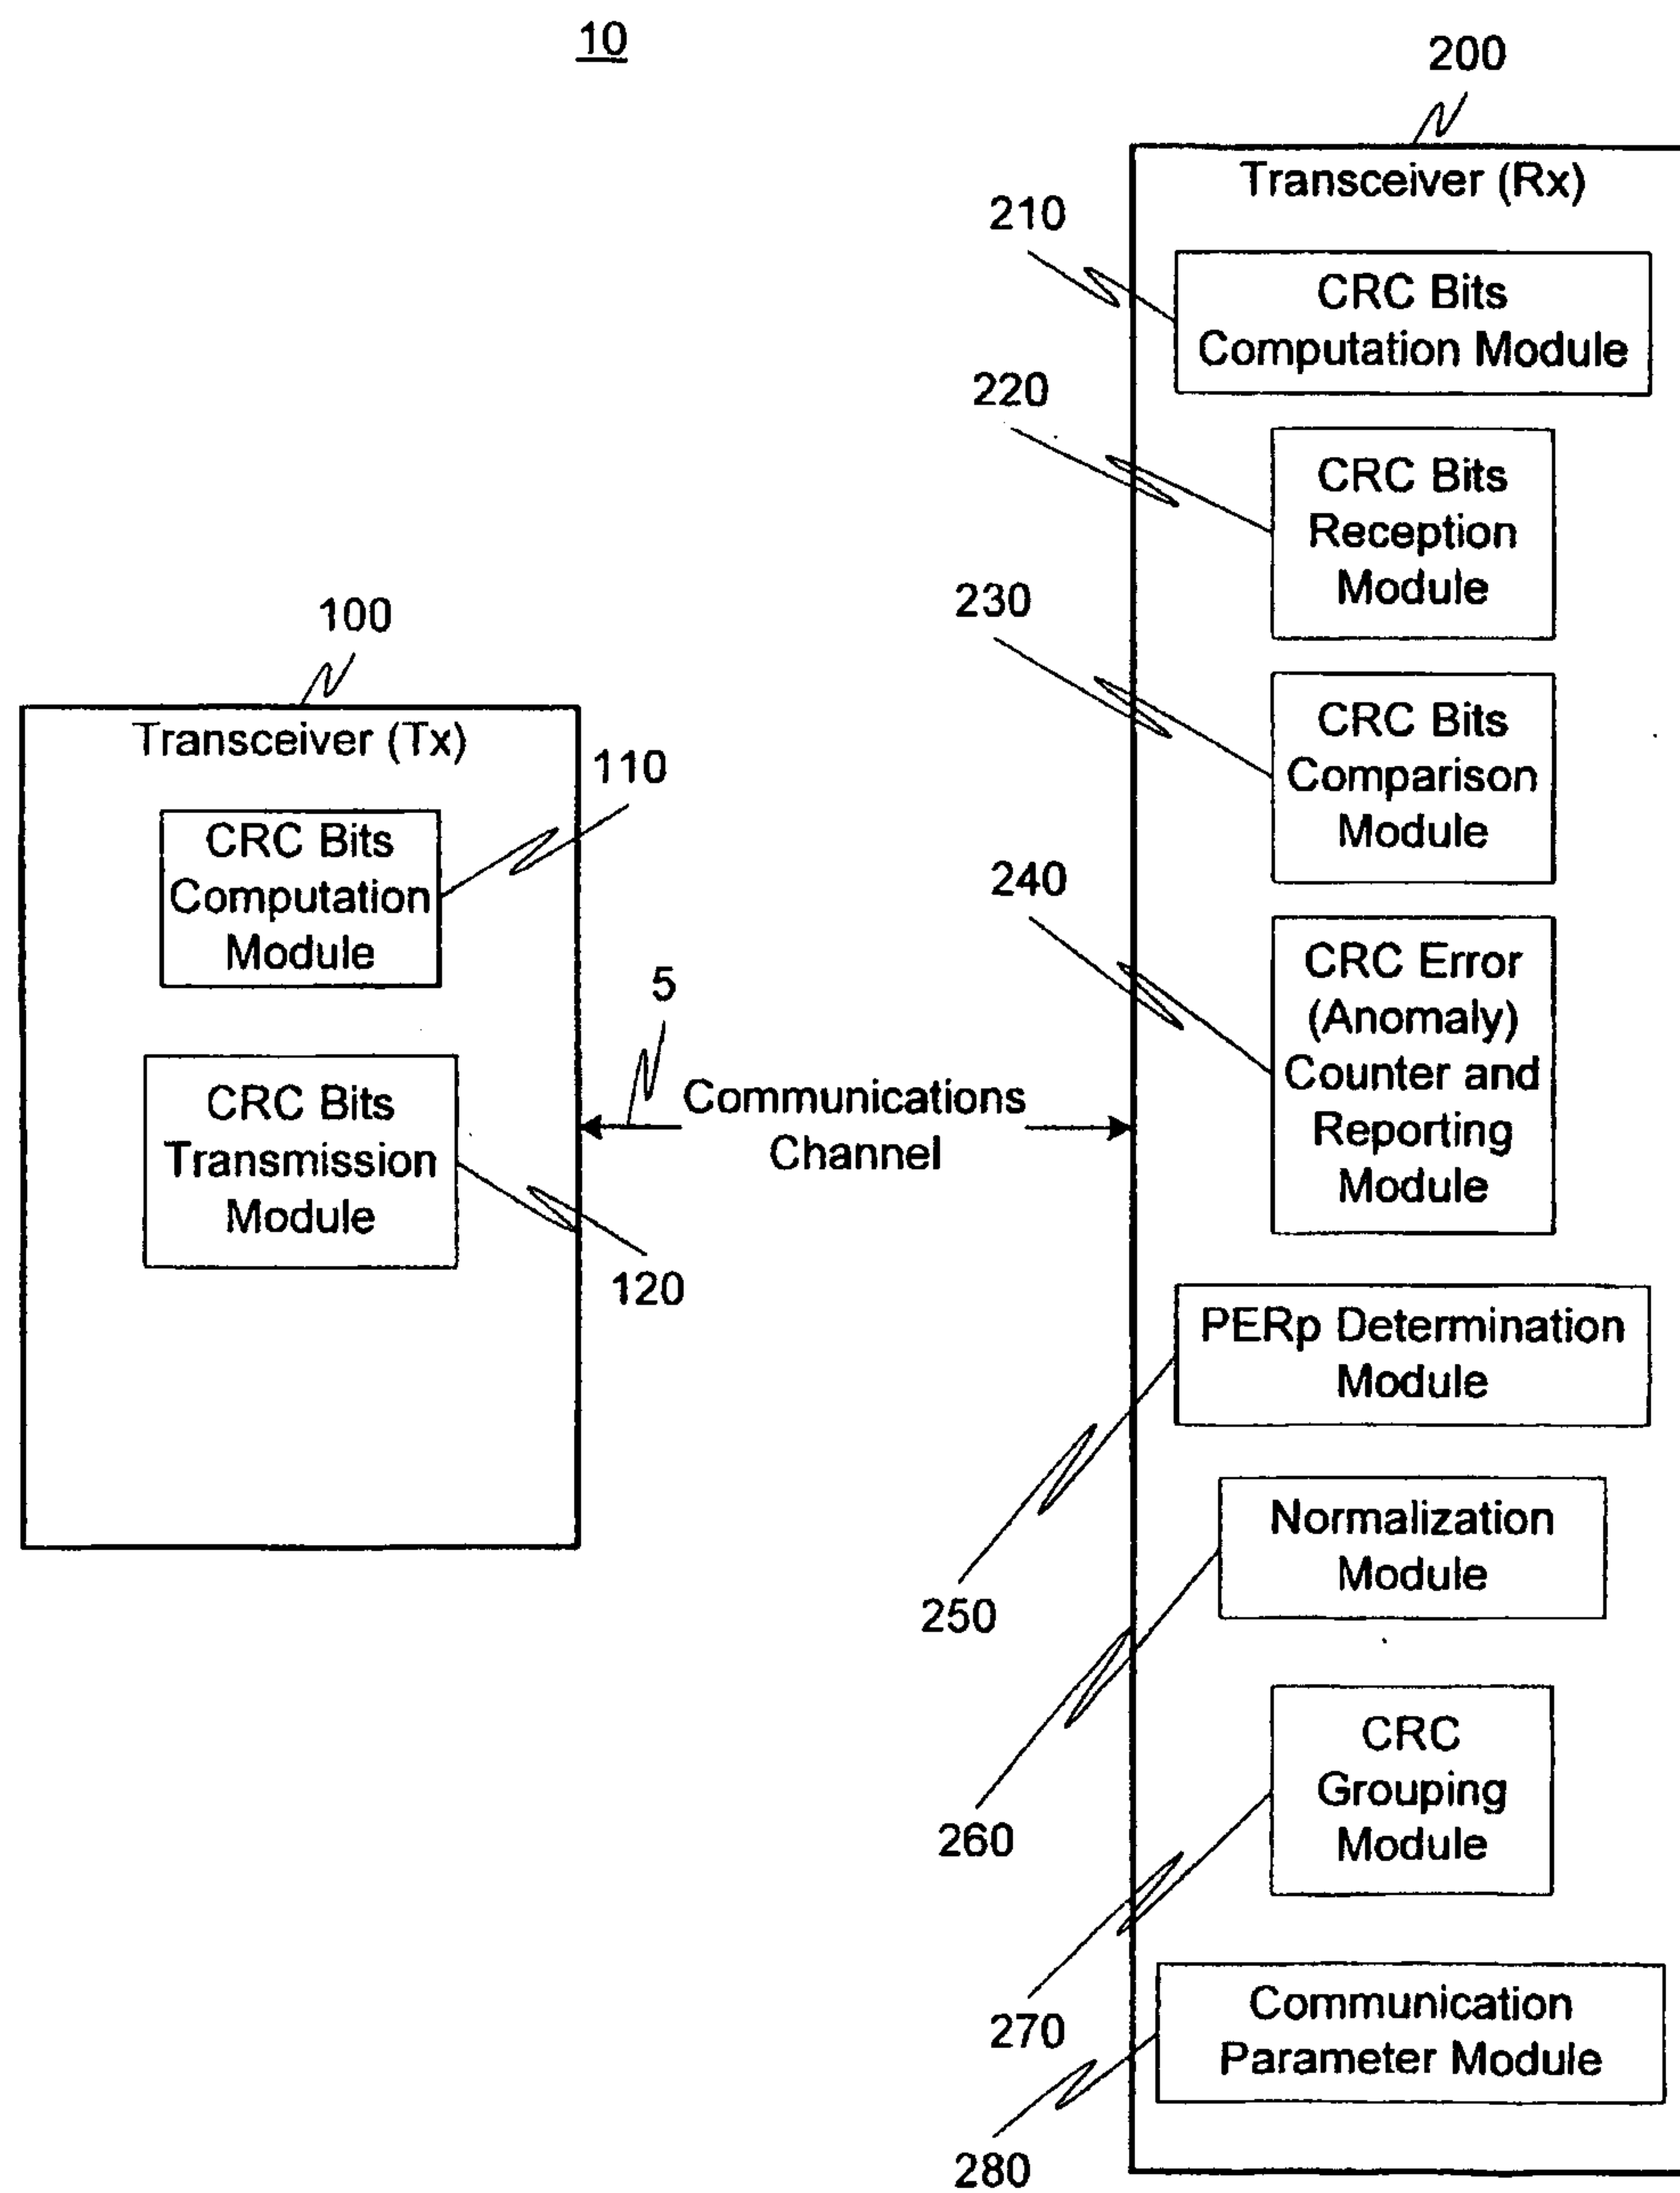 10
200
Transceiver (Rx)
210
CRC Bits
Computation Module
220
CRC Bits
Reception
Module
230
CRC Bits
Comparison
Module
240
CRC Error
(Anomaly)
Counter and
Reporting
Module
100
Transceiver (Tx)
110
CRC Bits
Computation
Module
CRC Bits
Transmission
Module
120
5
Communications
Channel
PERp Determination
Module
250
Normalization
Module
260
CRC
Grouping
Module
270
Communication
Parameter Module
280